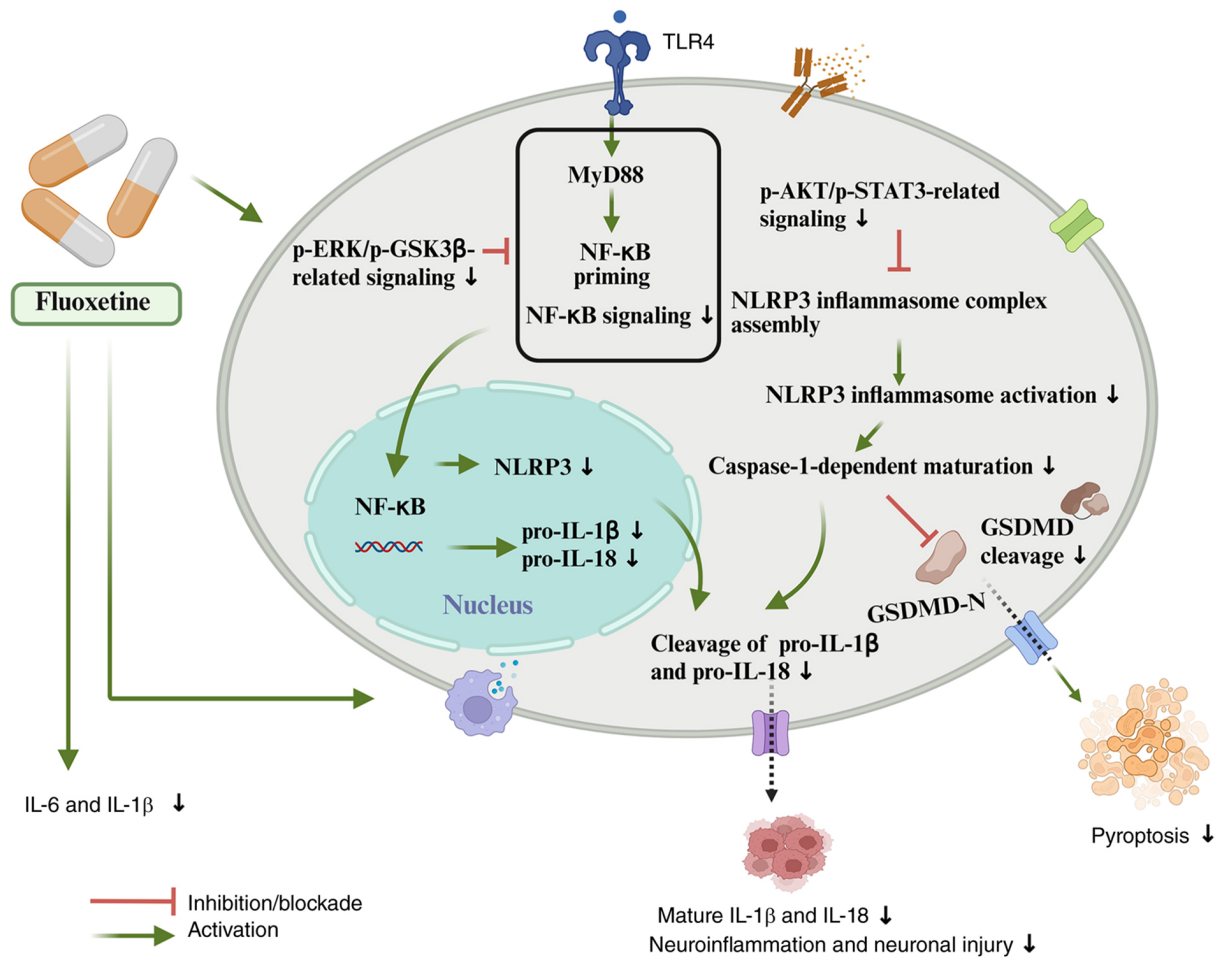 TLR4
MyD88
NF-κB
priming
NF-κB signaling ↓
p-AKT/p-STAT3-related
signaling ↓
p-ERK/p-GSK3β-
related signaling ↓
Fluoxetine
NLRP3 inflammasome complex
assembly
NLRP3 inflammasome activation ↓
Caspase-1-dependent maturation ↓
NLRP3 ↓
NF-κB
pro-IL-1β ↓
pro-IL-18 ↓
Nucleus
GSDMD
cleavage ↓
GSDMD-N
Cleavage of pro-IL-1β
and pro-IL-18 ↓
IL-6 and IL-1β ↓
Pyroptosis ↓
Inhibition/blockade
Activation
Mature IL-1β and IL-18 ↓
Neuroinflammation and neuronal injury ↓